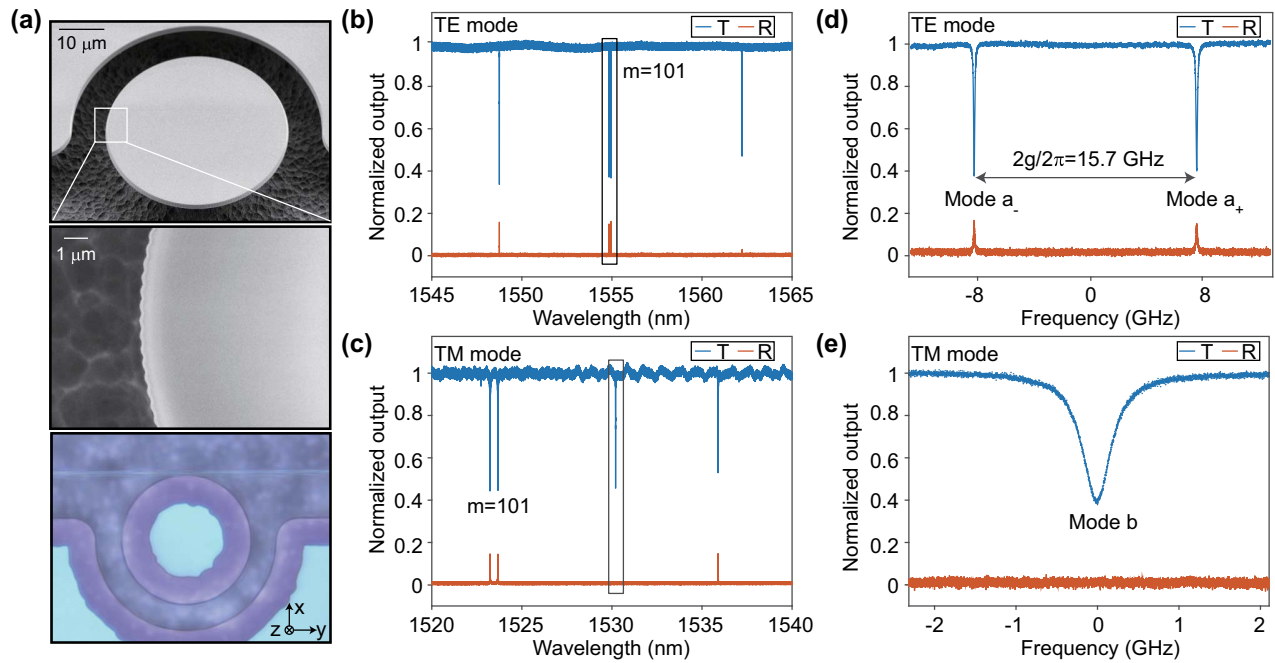 (a)
10 μm
1 μm
x
z
y
(b)
TE mode
T
R
Normalized output
1
0.8
0.6
0.4
0.2
0
m=101
1545
1550
1555
1560
1565
Wavelength (nm)
(c)
TM mode
T
R
Normalized output
1
0.8
0.6
0.4
0.2
0
m=101
1520
1525
1530
1535
1540
Wavelength (nm)
(d)
TE mode
T
R
Normalized output
1
0.8
0.6
0.4
0.2
0
2g/2π=15.7 GHz
Mode a_-
Mode a_+
-8
0
8
Frequency (GHz)
(e)
TM mode
T
R
Normalized output
1
0.8
0.6
0.4
0.2
0
Mode b
-2
-1
0
1
2
Frequency (GHz)